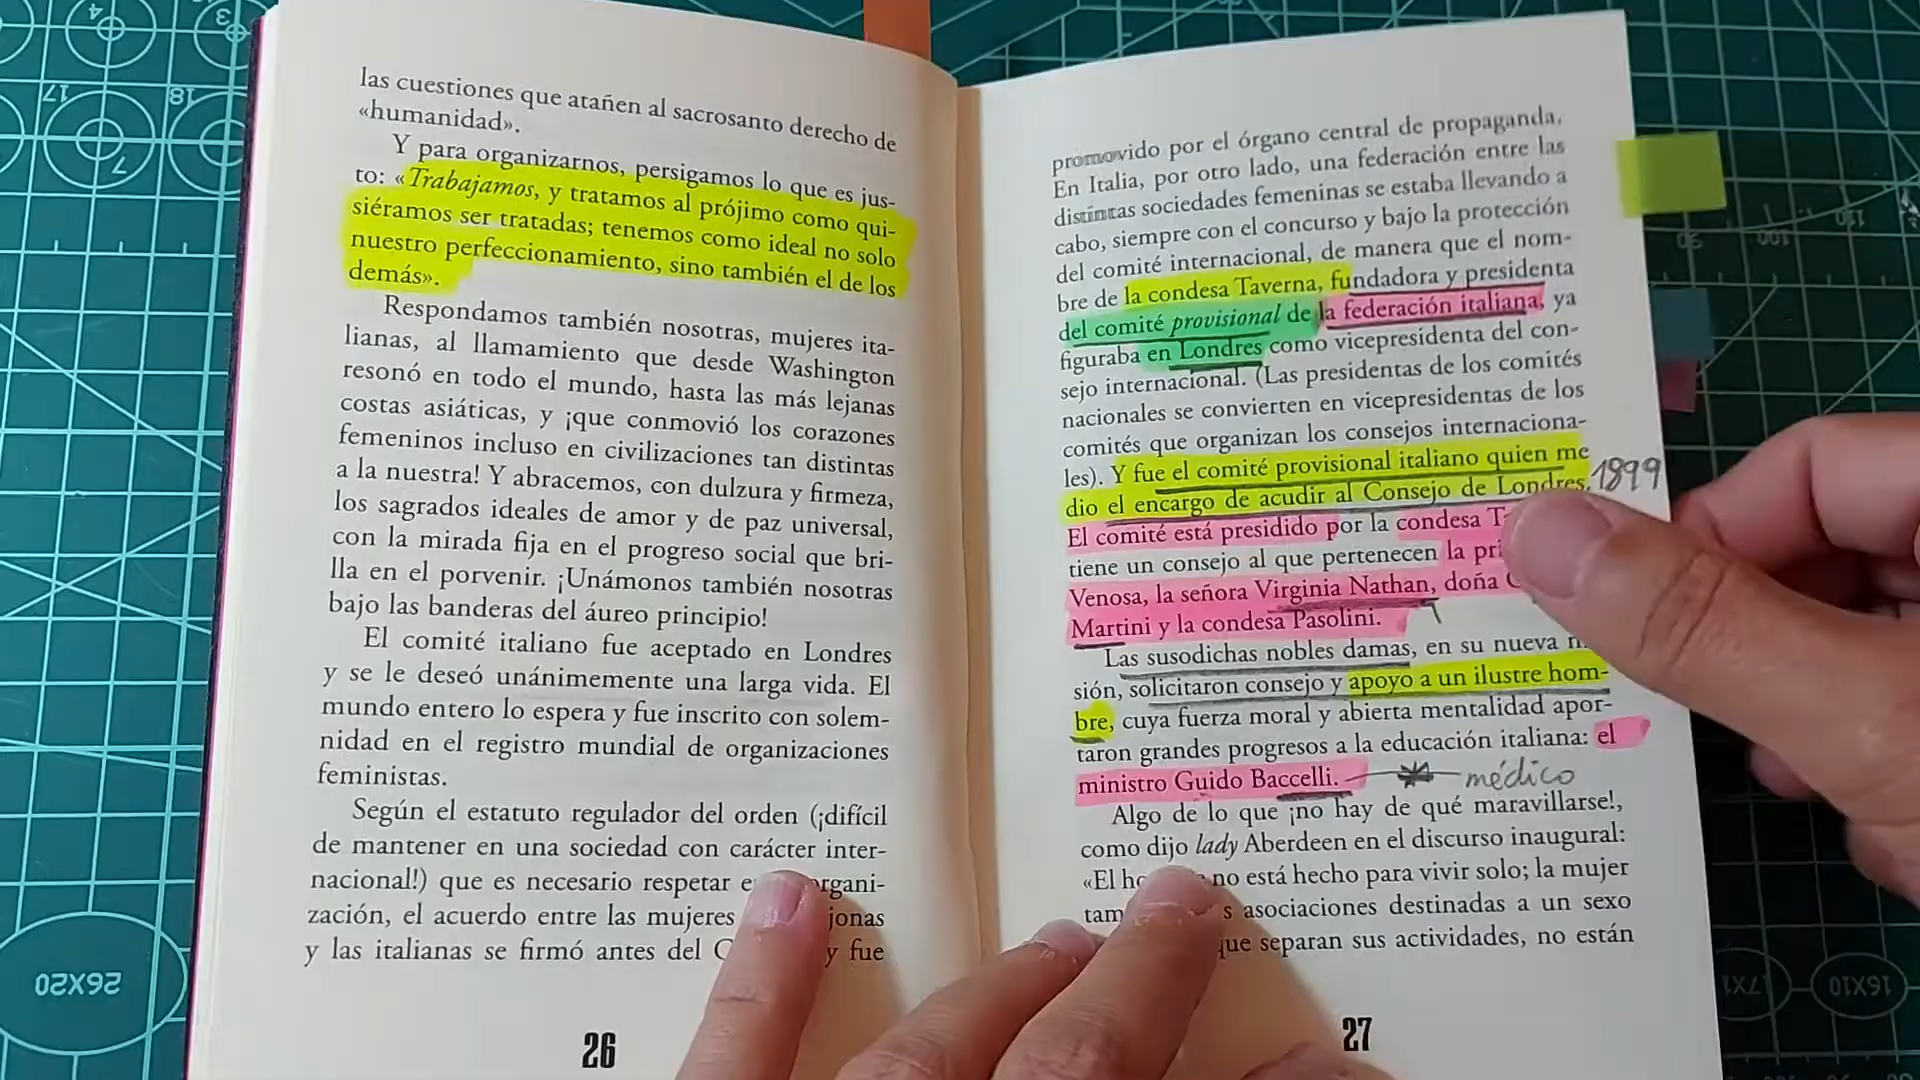 las cuestiones que atañen al sacrosanto derecho de
«humanidad».
Y para organizarnos, persigamos lo que es jus-
to: «Trabajamos, y tratamos al prójimo como qui-
siéramos ser tratadas; tenemos como ideal no solo
nuestro perfeccionamiento, sino también el de los
demás».
Respondamos también nosotras, mujeres ita-
lianas, al llamamiento que desde Washington
resonó en todo el mundo, hasta las más lejanas
costas asiáticas, y ¡que conmovió los corazones
femeninos incluso en civilizaciones tan distintas
a la nuestra! Y abracemos, con dulzura y firmeza,
los sagrados ideales de amor y de paz universal,
con la mirada fija en el progreso social que bri-
lla en el porvenir. ¡Unámonos también nosotras
bajo las banderas del áureo principio!
El comité italiano fue aceptado en Londres
y se le deseó unánimemente una larga vida. El
mundo entero lo espera y fue inscrito con solem-
nidad en el registro mundial de organizaciones
feministas.
Según el estatuto regulador del orden (¡difícil
de mantener en una sociedad con carácter inter-
nacional!) que es necesario respetar
zación, el acuerdo entre las mujeres
y las italianas se firmó antes del y fue
26
promovido por el órgano central de propaganda.
En Italia, por otro lado, una federación entre las
distintas sociedades femeninas se estaba llevando a
cabo, siempre con el concurso y bajo la protección
del comité internacional, de manera que el nom-
bre de la condesa Taverna, fundadora y presidenta
del comité provisional de la federación italiana, ya
figuraba en Londres como vicepresidenta del con-
sejo internacional. (Las presidentas de los comités
nacionales se convierten en vicepresidentas de los
comités que organizan los consejos internaciona-
les). Y fue el comité provisional italiano quien me
dio el encargo de acudir al Consejo de Londres. 1899
El comité está presidido por la condesa
tiene un consejo al que pertenecen la
Venosa, la señora Virginia Nathan, doña
Martini y la condesa Pasolini.
Las susodichas nobles damas, en su nueva
sión, solicitaron consejo y apoyo a un ilustre hom-
bre, cuya fuerza moral y abierta mentalidad apor-
taron grandes progresos a la educación italiana: el
ministro Guido Baccelli. médico
Algo de lo que ¡no hay de qué maravillarse!,
como dijo lady Aberdeen en el discurso inaugural:
«El no está hecho para vivir solo; la mujer
asociaciones destinadas a un sexo
que separan sus actividades, no están
27
4
3
17
18
7
26X20
90
100
16X10
17X1